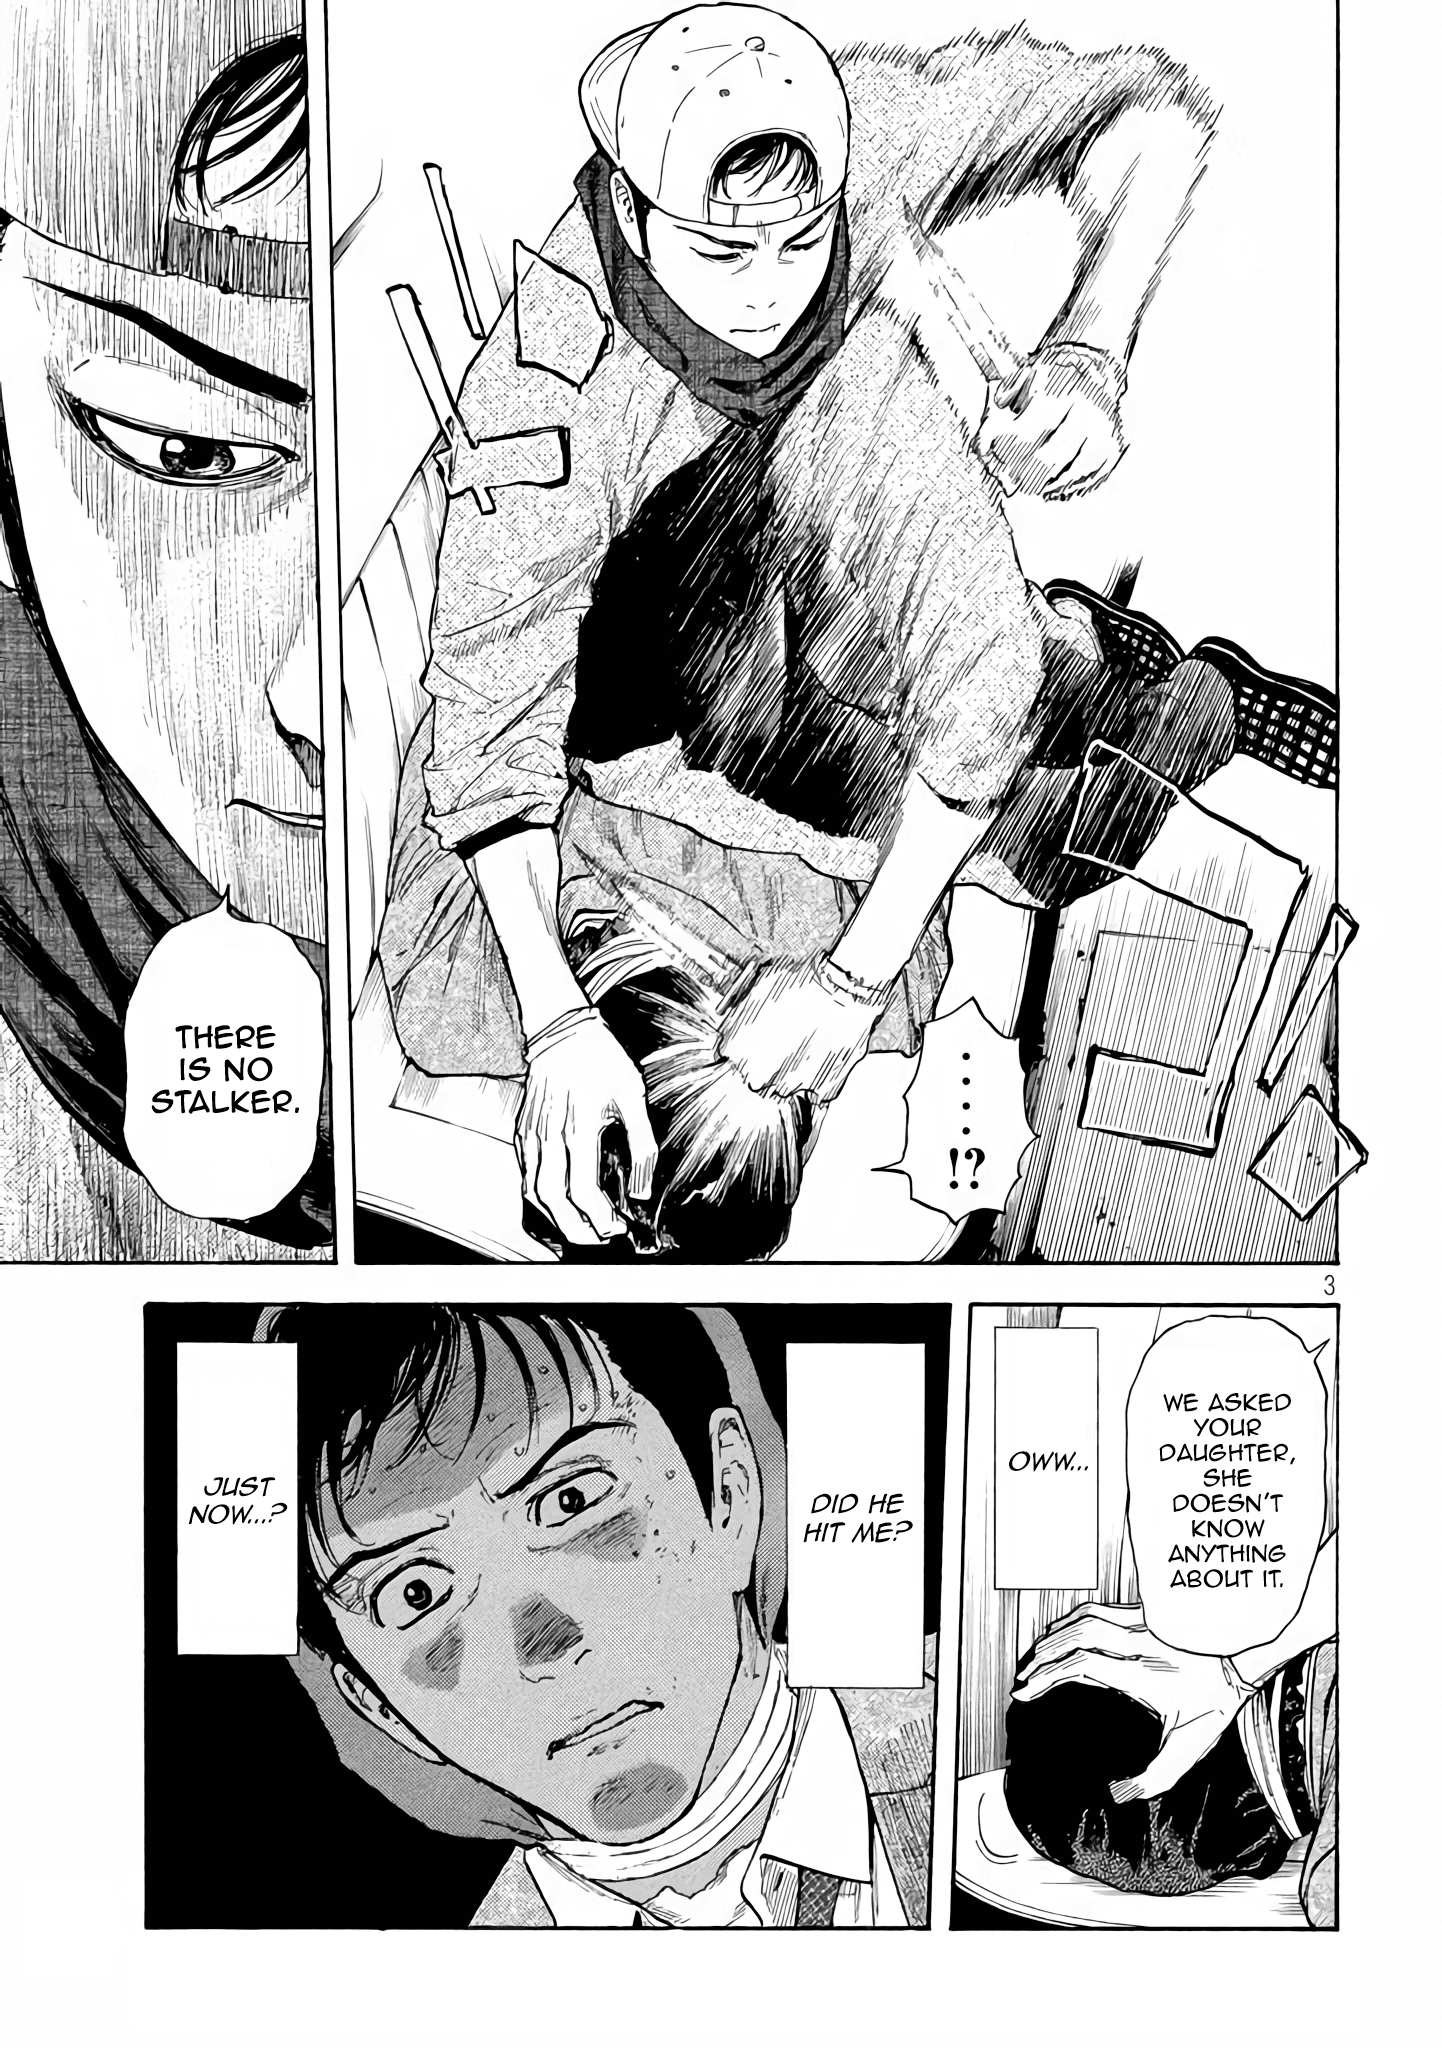 .....
!?
THERE
IS NO
STALKER.
3
WE ASKED
YOUR
DAUGHTER,
SHE
DOESN'T
KNOW
ANYTHING
ABOUT IT.
OWW...
DID HE
HIT ME?
JUST
NOW...?